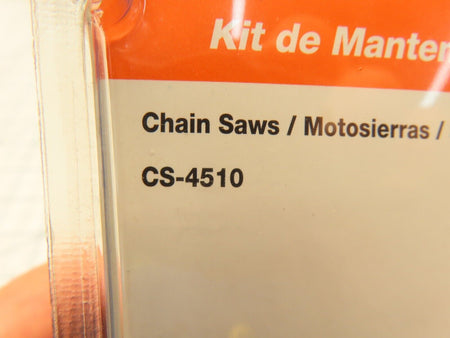 Kit de Manten
Chain Saws / Motosierras /
CS-4510